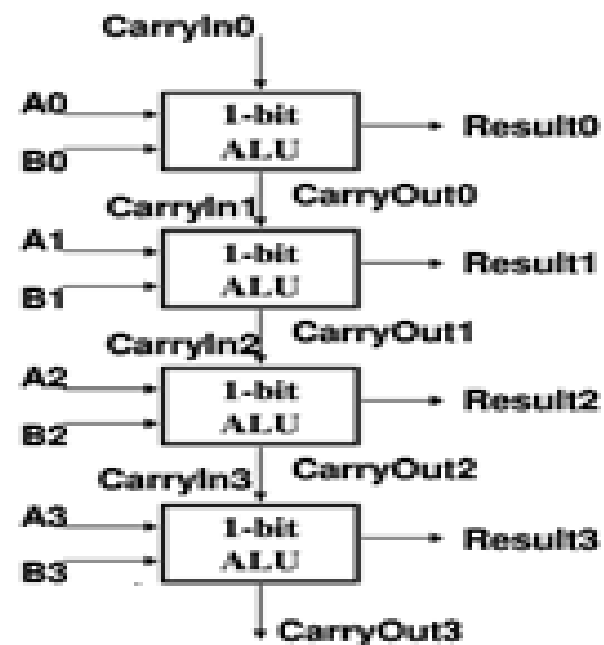 CarryIn0
A0
1-bit
ALU
Result0
B0
CarryIn1
CarryOut0
A1
1-bit
ALU
Result1
B1
CarryIn2
CarryOut1
A2
1-bit
ALU
Result2
B2
CarryIn3
CarryOut2
A3
1-bit
ALU
Result3
B3
CarryOut3